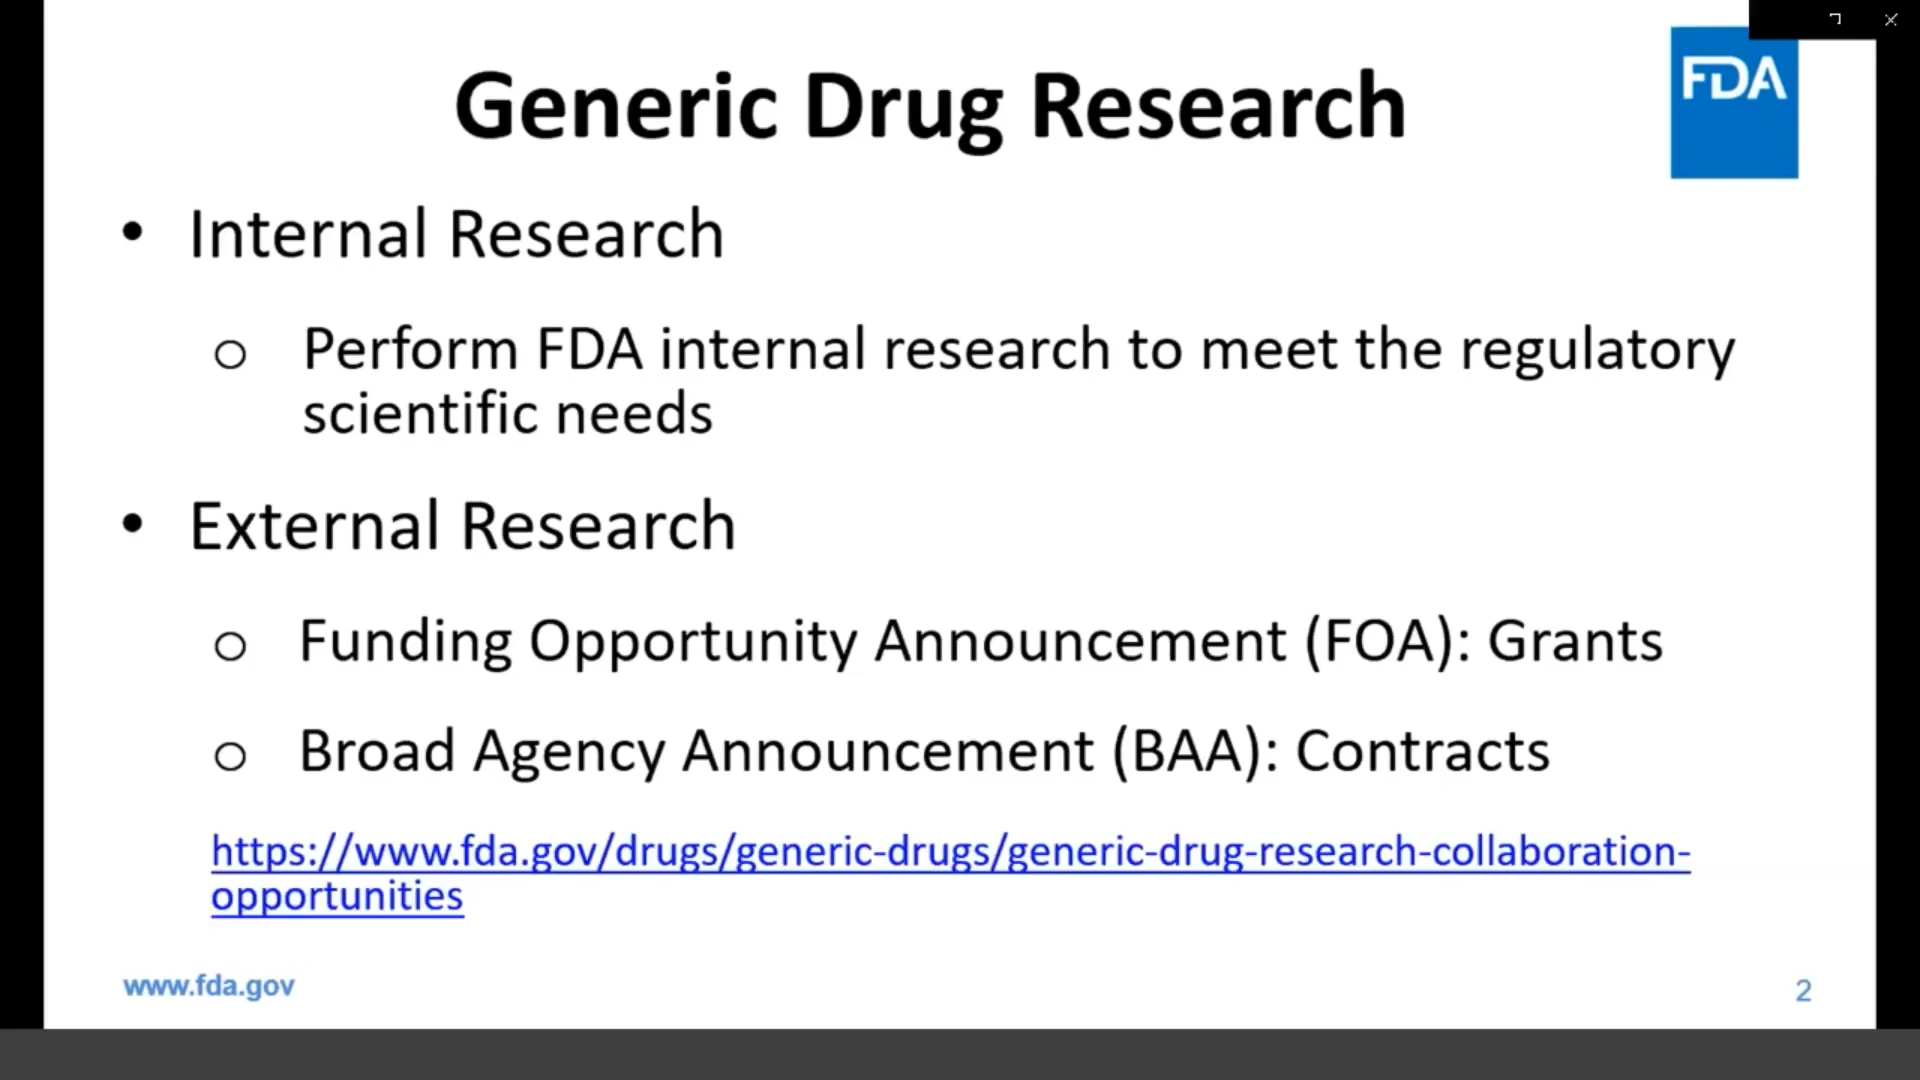 Generic Drug Research
FDA
• Internal Research
o Perform FDA internal research to meet the regulatory
scientific needs
• External Research
o Funding Opportunity Announcement (FOA): Grants
o Broad Agency Announcement (BAA): Contracts
https://www.fda.gov/drugs/generic-drugs/generic-drug-research-collaboration-
opportunities
www.fda.gov
2